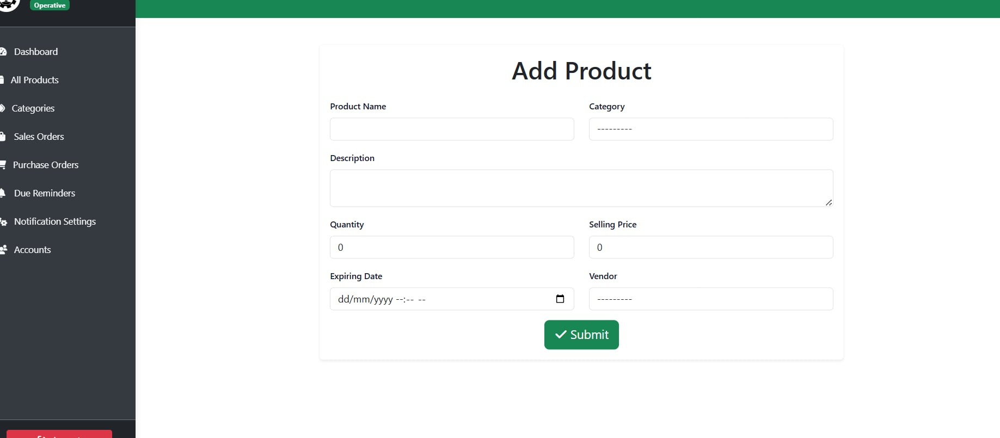 Operative
Dashboard
All Products
Categories
Sales Orders
Purchase Orders
Due Reminders
Notification Settings
Accounts
Add Product
Product Name
Category
---------
Description
Quantity
Selling Price
0
0
Expiring Date
Vendor
dd/mm/yyyy --:-- --
---------
Submit